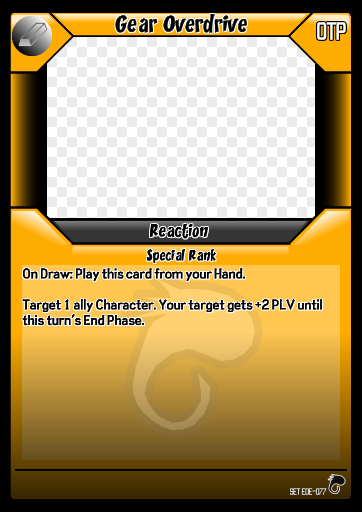 Gear Overdrive
OTP
Reaction
Special Rank
On Draw: Play this card from your Hand.
Target 1 ally Character. Your target gets +2 PLV until
this turn's End Phase.
SET EOE-077